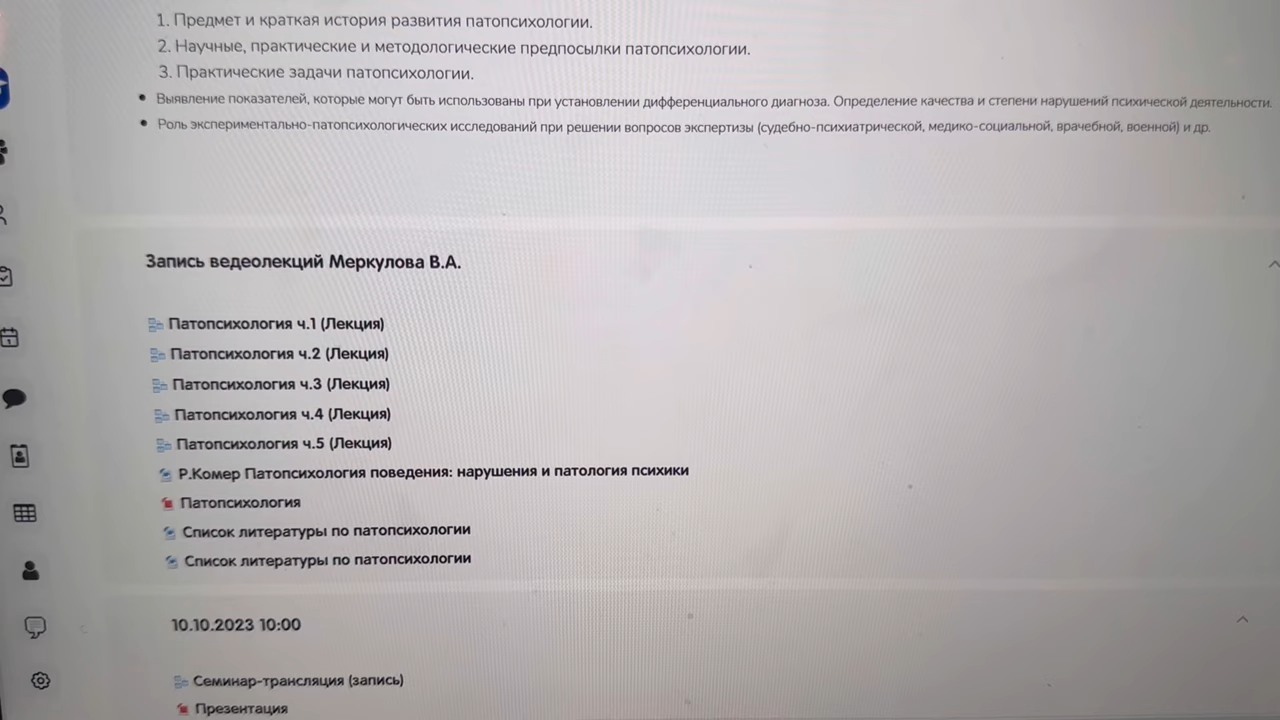 1. Предмет и краткая история развития патопсихологии.
2. Научные, практические и методологические предпосылки патопсихологии.
3. Практические задачи патопсихологии.
• Выявление показателей, которые могут быть использованы при установлении дифференциального диагноза. Определение качества и степени нарушений психической деятельности.
• Роль экспериментально-патопсихологических исследований при решении вопросов экспертизы (судебно-психиатрической, медико-социальной, врачебной, военной) и др.
Запись ведеолекций Меркулова В.А.
Патопсихология ч.1 (Лекция)
Патопсихология ч.2 (Лекция)
Патопсихология ч.3 (Лекция)
Патопсихология ч.4 (Лекция)
Патопсихология ч.5 (Лекция)
Р.Комер Патопсихология поведения: нарушения и патология психики
Патопсихология
Список литературы по патопсихологии
Список литературы по патопсихологии
10.10.2023 10:00
Семинар-трансляция (запись)
Презентация